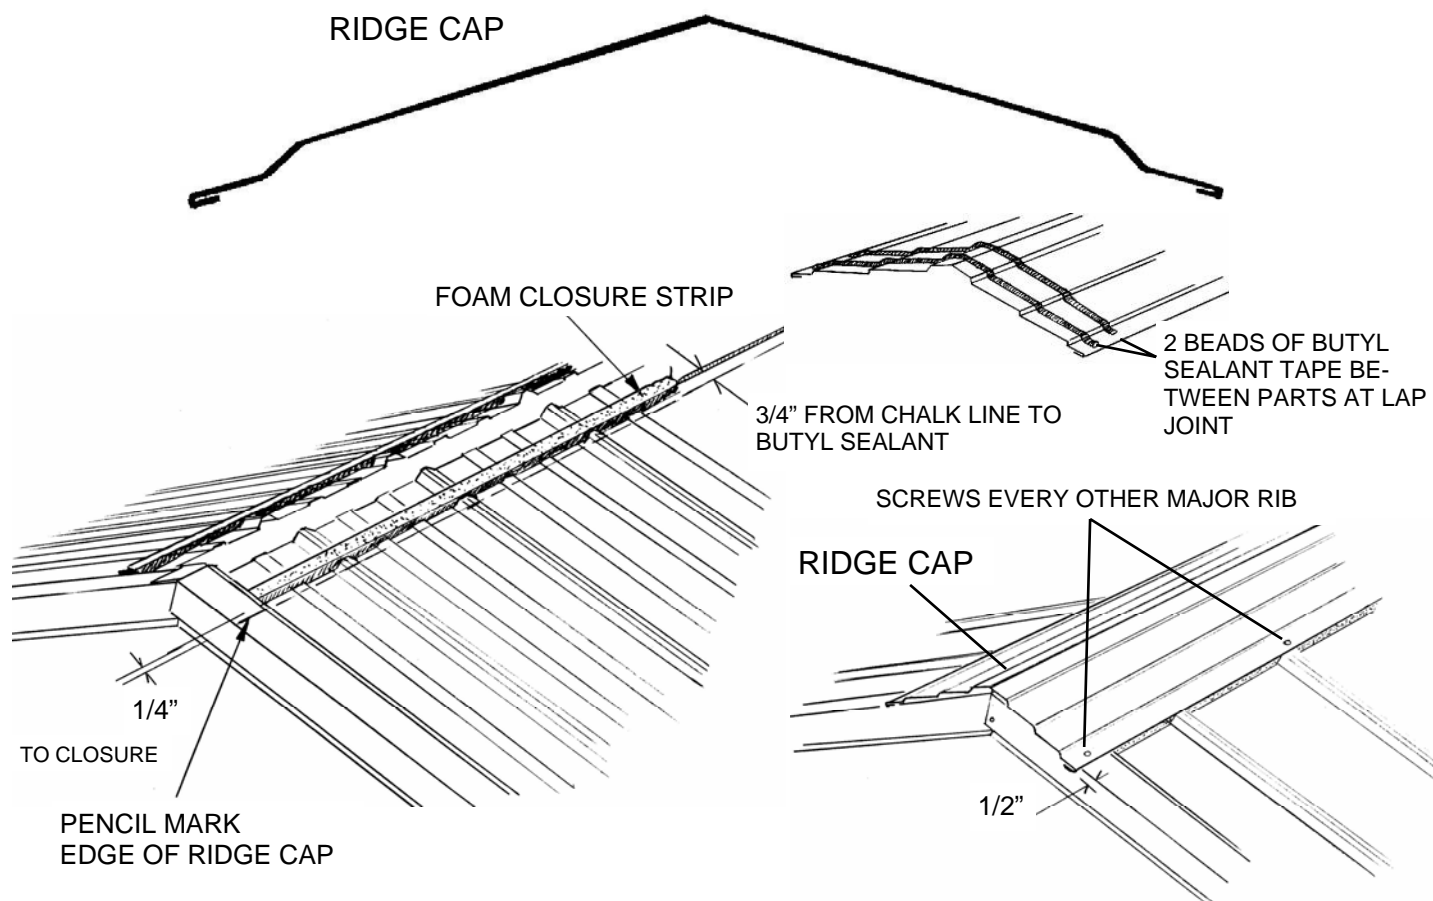 RIDGE CAP
FOAM CLOSURE STRIP
2 BEADS OF BUTYL
SEALANT TAPE BE-
TWEEN PARTS AT LAP
JOINT
3/4” FROM CHALK LINE TO
BUTYL SEALANT
SCREWS EVERY OTHER MAJOR RIB
RIDGE CAP
1/4”
TO CLOSURE
1/2”
PENCIL MARK
EDGE OF RIDGE CAP